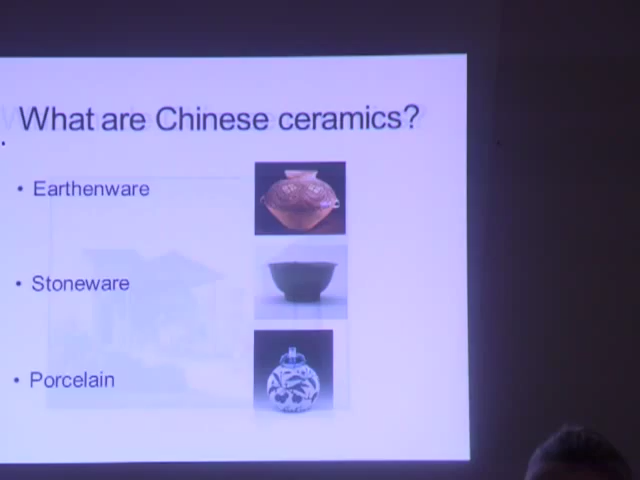 What are Chinese ceramics?
• Earthenware
• Stoneware
• Porcelain